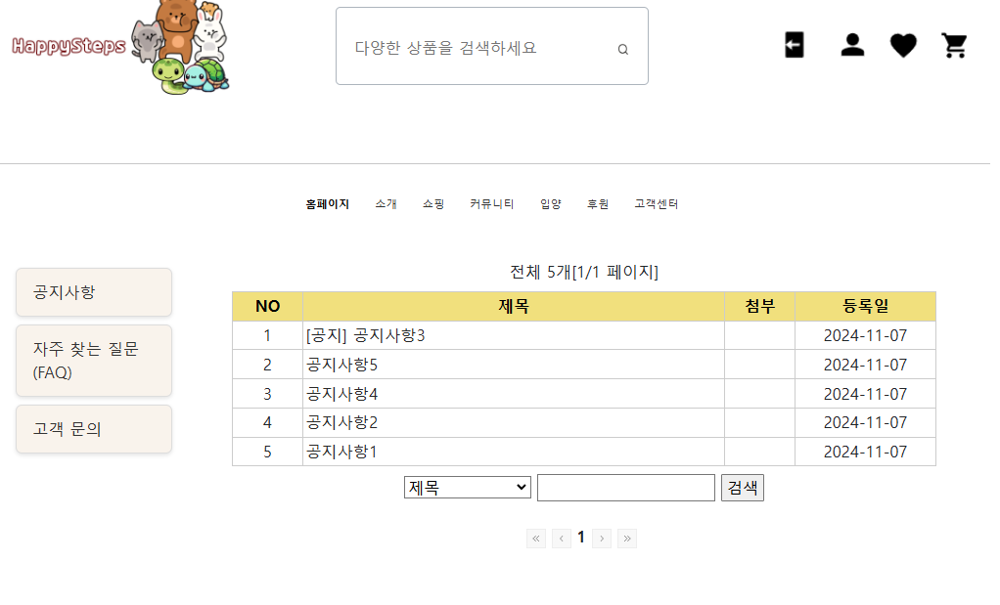 HappySteps
다양한 상품을 검색하세요
홈페이지 소개 쇼핑 커뮤니티 입양 후원 고객센터
공지사항
자주 찾는 질문
(FAQ)
고객 문의
전체 5개[1/1 페이지]
NO 제목 첨부 등록일
1 [공지] 공지사항3 2024-11-07
2 공지사항5 2024-11-07
3 공지사항4 2024-11-07
4 공지사항2 2024-11-07
5 공지사항1 2024-11-07
제목 검색
« ‹ 1 › »